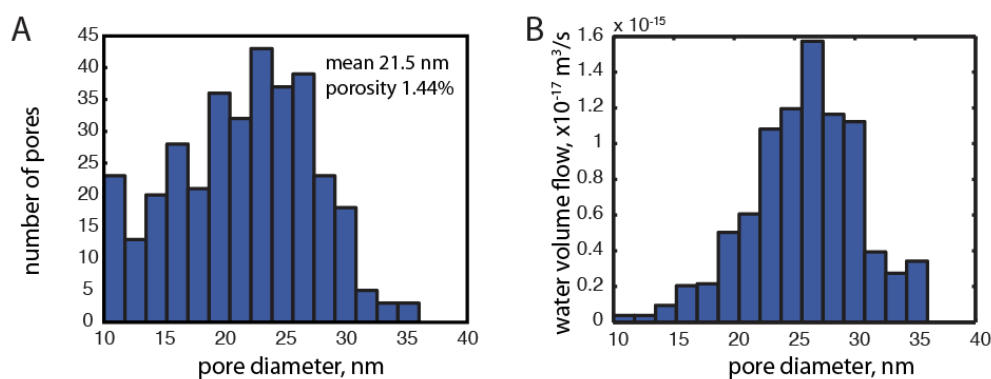 A
number of pores
45
40
35
30
25
20
15
10
5
0
mean 21.5 nm
porosity 1.44%
10 15 20 25 30 35 40
pore diameter, nm
B
x 10⁻¹⁵
water volume flow, x10⁻¹⁷ m³/s
1.6
1.4
1.2
1
0.8
0.6
0.4
0.2
0
10 15 20 25 30 35 40
pore diameter, nm